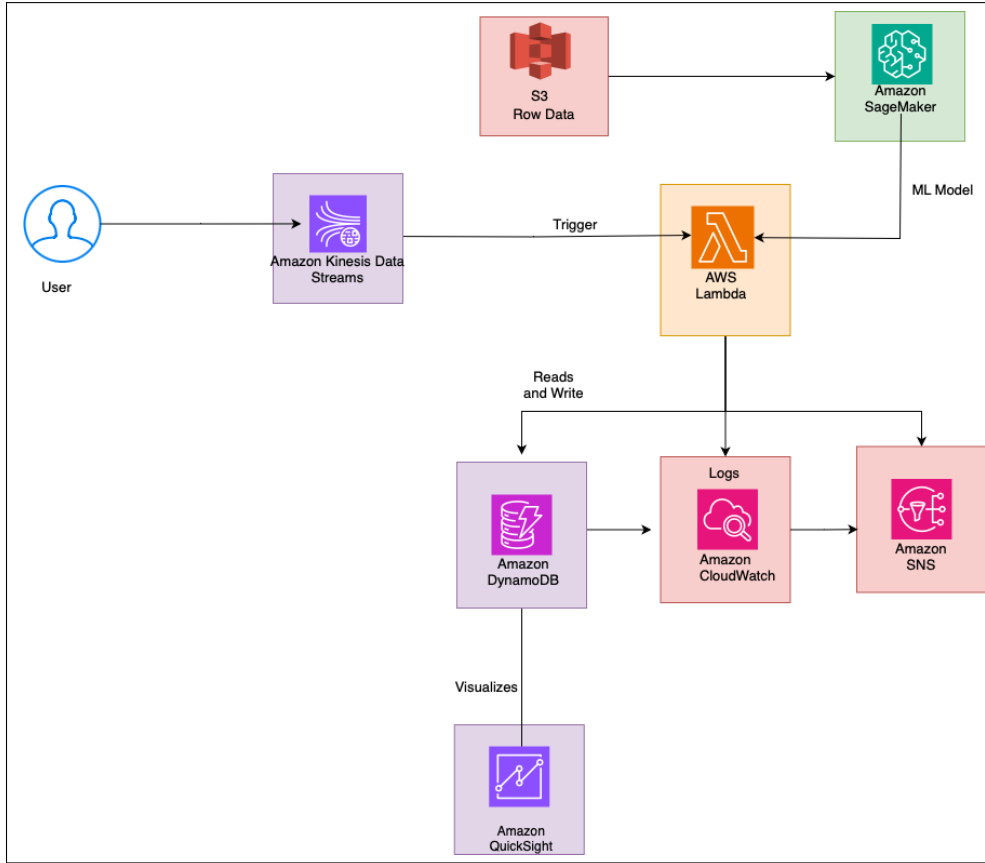 S3
Row Data
Amazon
SageMaker
ML Model
User
Amazon Kinesis Data
Streams
Trigger
AWS
Lambda
Reads
and Write
Amazon
DynamoDB
Logs
Amazon
CloudWatch
Amazon
SNS
Visualizes
Amazon
QuickSight